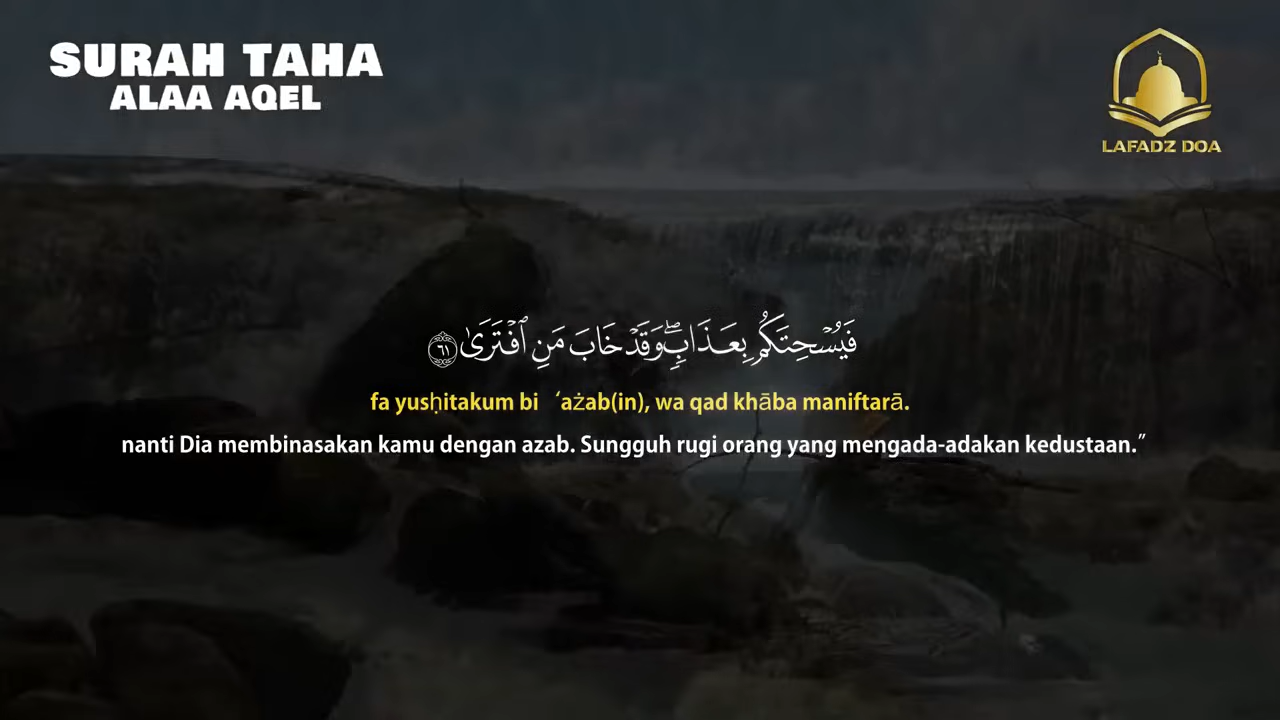 SURAH TAHA
ALAA AQEL
LAFADZ DOA
فَيُسْحِتَكُم بِعَذَابٍۖ وَقَدْ خَابَ مَنِ ٱفْتَرَىٰ ٦١
fa yusḥitakum bi ‘ażab(in), wa qad khāba maniftarā.
nanti Dia membinasakan kamu dengan azab. Sungguh rugi orang yang mengada-adakan kedustaan.”